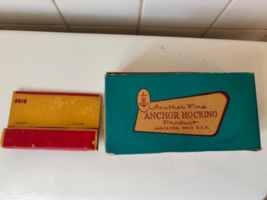 Another Fine
ANCHOR HOCKING
Product
LANCASTER, OHIO U.S.A.